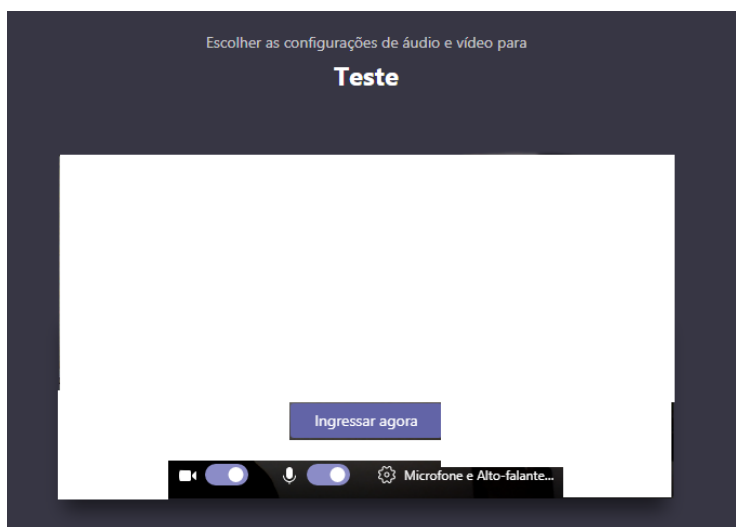 Escolher as configurações de áudio e vídeo para
Teste
Ingressar agora
Microfone e Alto-falante...